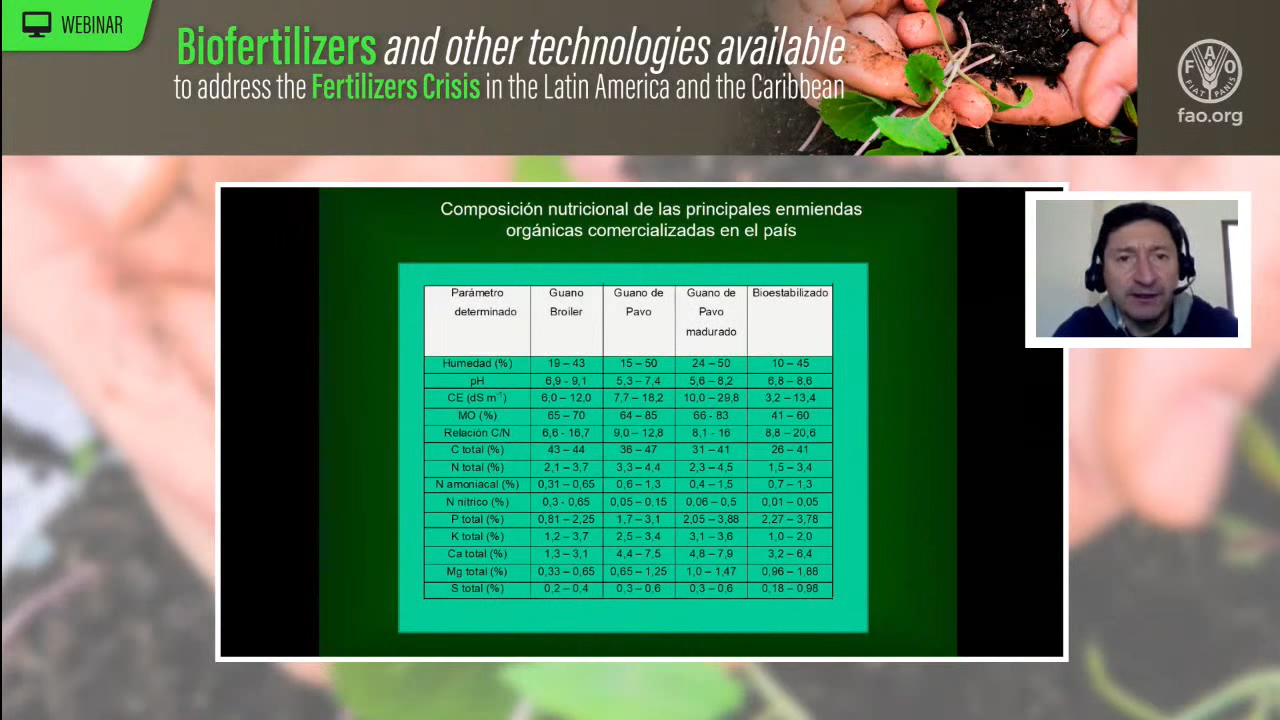 WEBINAR
Biofertilizers and other technologies available
to address the Fertilizers Crisis in the Latin America and the Caribbean
F A O
FIAT PANIS
fao.org
Composición nutricional de las principales enmiendas
orgánicas comercializadas en el país
Parámetro determinado Guano Broiler Guano de Pavo Guano de Pavo madurado Bioestabilizado
Humedad (%) 19 – 43 15 – 50 24 – 50 10 – 45
pH 6,9 - 9,1 5,3 – 7,4 5,6 – 8,2 6,8 – 8,6
CE (dS m⁻¹) 6,0 – 12,0 7,7 – 18,2 10,0 – 29,8 3,2 – 13,4
MO (%) 65 – 70 64 – 85 66 - 83 41 – 60
Relación C/N 6,6 - 16,7 9,0 – 12,8 8,1 - 16 8,8 – 20,6
C total (%) 43 – 44 36 – 47 31 – 41 26 – 41
N total (%) 2,1 – 3,7 3,3 – 4,4 2,3 – 4,5 1,5 – 3,4
N amoniacal (%) 0,31 – 0,65 0,6 – 1,3 0,4 – 1,5 0,7 – 1,3
N nítrico (%) 0,3 - 0,65 0,05 – 0,15 0,06 – 0,5 0,01 – 0,05
P total (%) 0,81 – 2,25 1,7 – 3,1 2,05 – 3,88 2,27 – 3,78
K total (%) 1,2 – 3,7 2,5 – 3,4 3,1 – 3,6 1,0 – 2,0
Ca total (%) 1,3 – 3,1 4,4 – 7,5 4,8 – 7,9 3,2 – 6,4
Mg total (%) 0,33 – 0,65 0,65 – 1,25 1,0 – 1,47 0,96 – 1,88
S total (%) 0,2 – 0,4 0,3 – 0,6 0,3 – 0,6 0,18 – 0,98